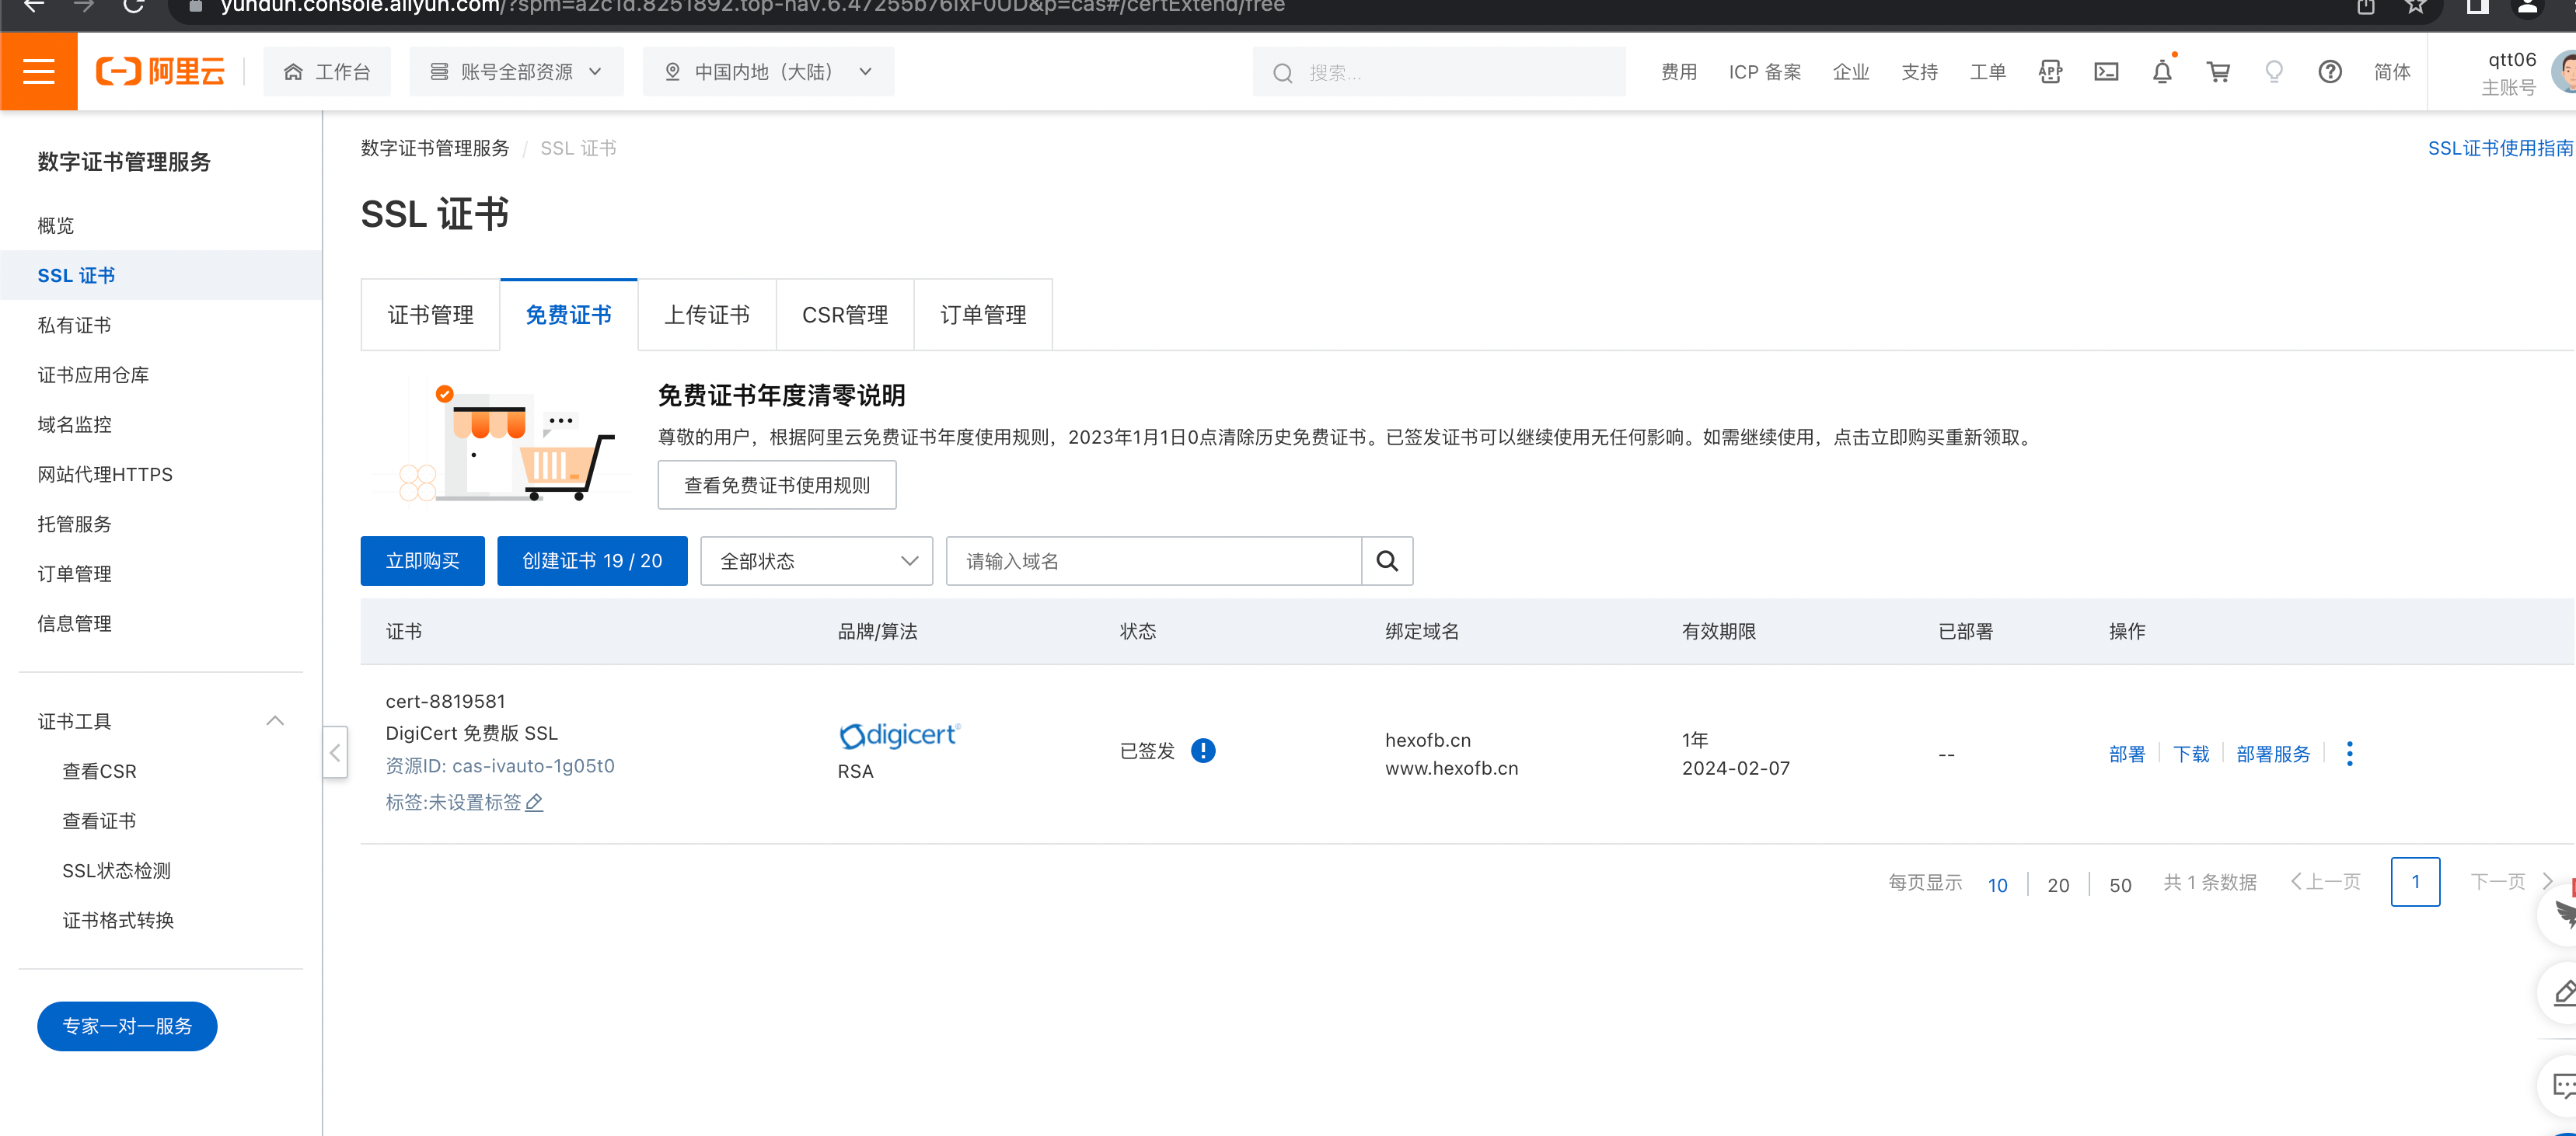 yundun.console.aliyun.com/?spm=a2c1d.8251892.top-nav.6.47255b76IxF0UD&p=cas#/certExtend/free
阿里云
工作台
账号全部资源
中国内地（大陆）
搜索...
费用
ICP 备案
企业
支持
工单
APP
简体
qtt06
主账号
数字证书管理服务
概览
SSL 证书
私有证书
证书应用仓库
域名监控
网站代理HTTPS
托管服务
订单管理
信息管理
证书工具
查看CSR
查看证书
SSL状态检测
证书格式转换
专家一对一服务
数字证书管理服务 / SSL 证书
SSL证书使用指南
SSL 证书
证书管理
免费证书
上传证书
CSR管理
订单管理
免费证书年度清零说明
尊敬的用户，根据阿里云免费证书年度使用规则，2023年1月1日0点清除历史免费证书。已签发证书可以继续使用无任何影响。如需继续使用，点击立即购买重新领取。
查看免费证书使用规则
立即购买
创建证书 19 / 20
全部状态
请输入域名
证书
品牌/算法
状态
绑定域名
有效期限
已部署
操作
cert-8819581
DigiCert 免费版 SSL
资源ID: cas-ivauto-1g05t0
标签:未设置标签
digicert®
RSA
已签发
hexofb.cn
www.hexofb.cn
1年
2024-02-07
--
部署
下载
部署服务
每页显示
10
20
50
共 1 条数据
上一页
1
下一页